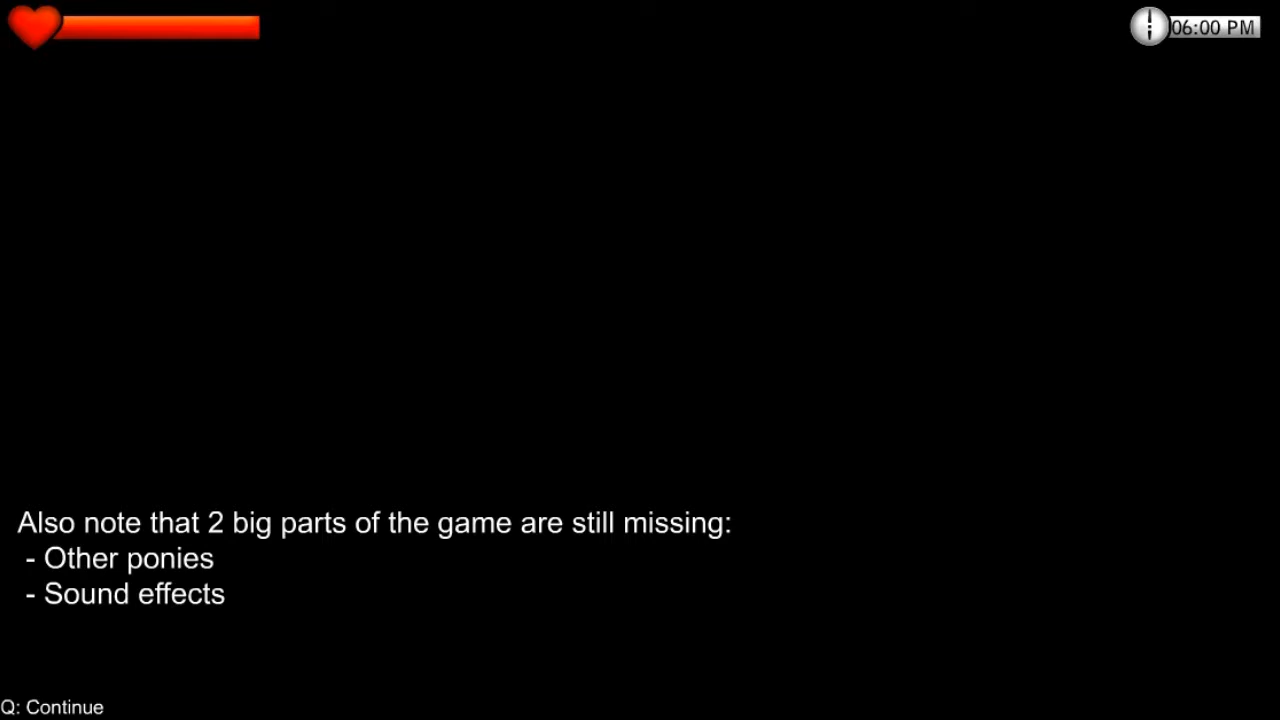 06:00 PM
Also note that 2 big parts of the game are still missing:
- Other ponies
- Sound effects
Q: Continue